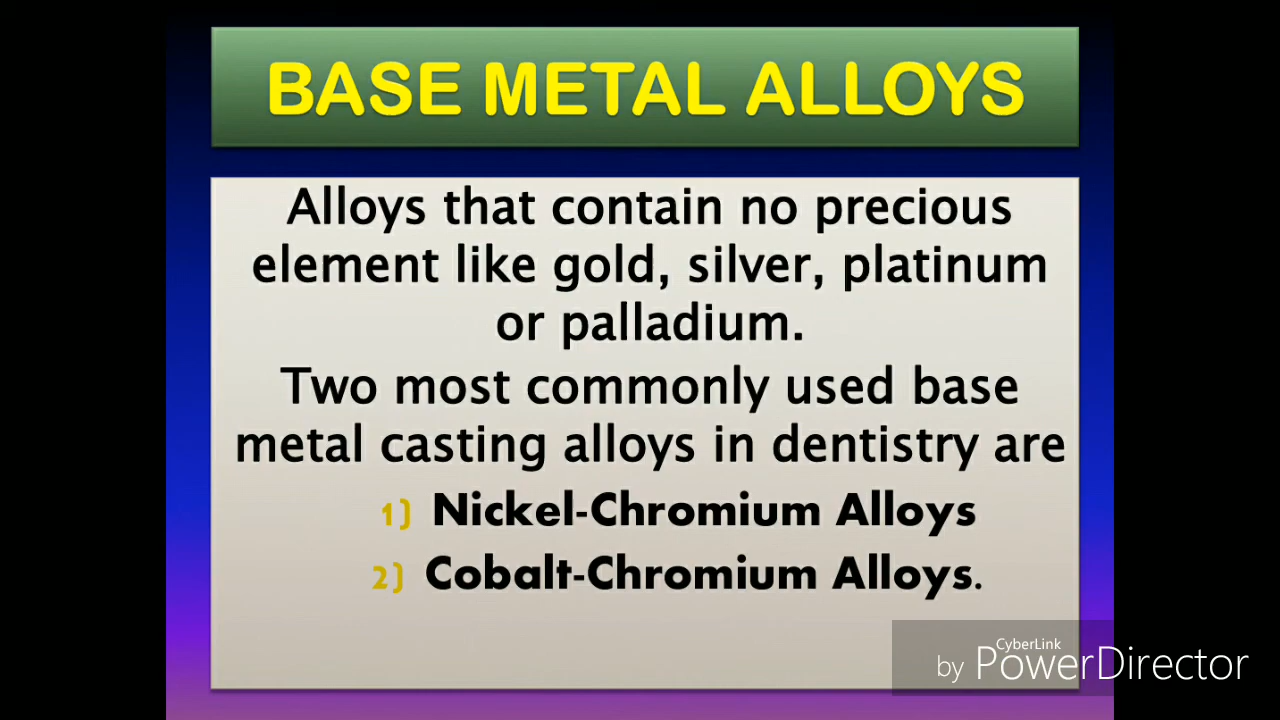 BASE METAL ALLOYS
Alloys that contain no precious
element like gold, silver, platinum
or palladium.
Two most commonly used base
metal casting alloys in dentistry are
1) Nickel-Chromium Alloys
2) Cobalt-Chromium Alloys.
CyberLink
by PowerDirector